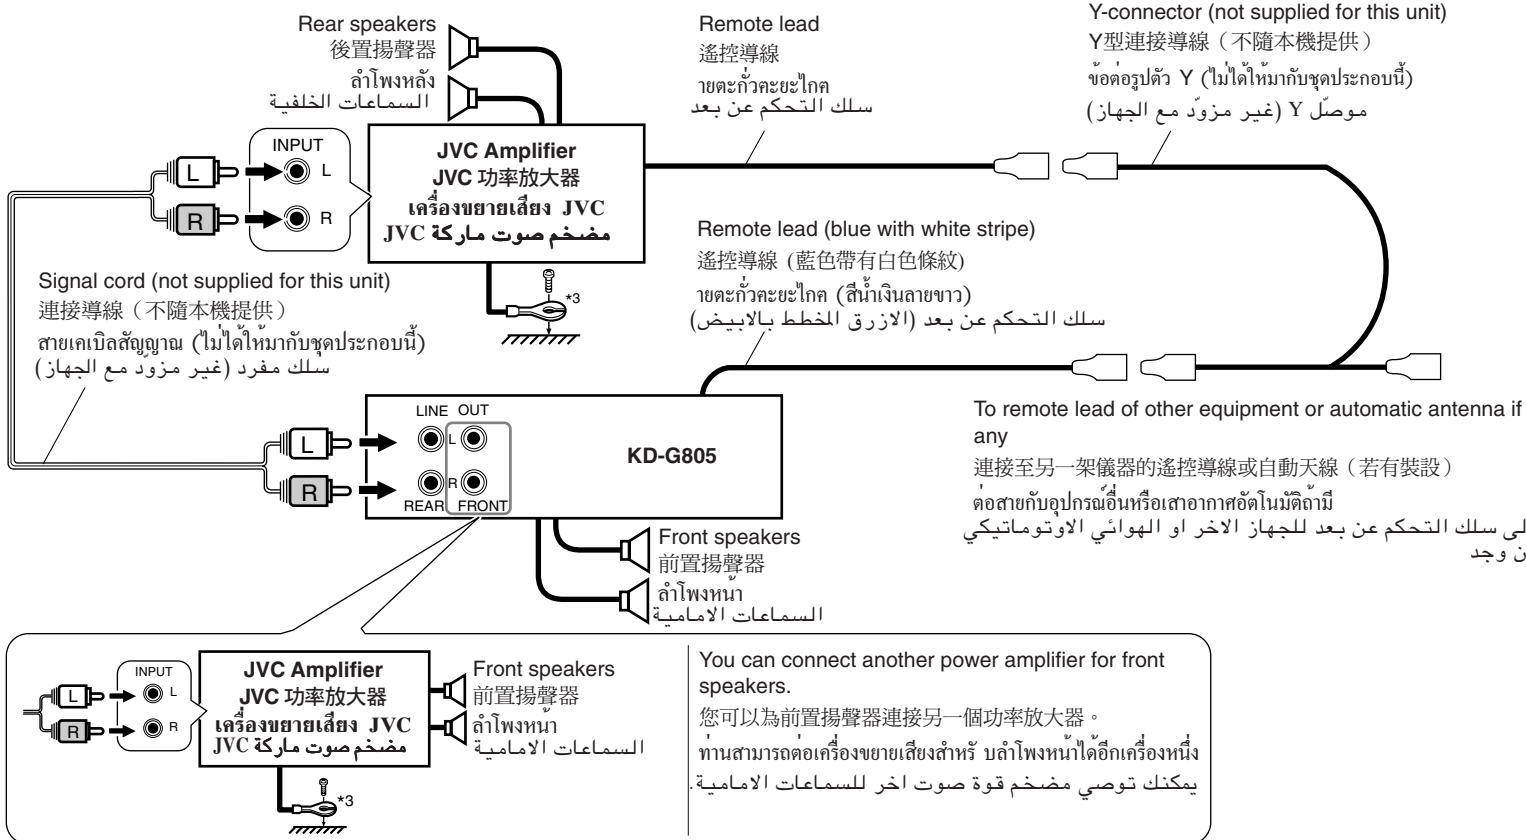 Rear speakers
後置揚聲器
ลำโพงหลัง
السماعات الخلفية
Remote lead
遙控導線
ายตะกั่วฅะยะไกฅ
سلك التحكم عن بعد
Y-connector (not supplied for this unit)
Y型連接導線（不隨本機提供）
ข้อต่อรูปตัว Y (ไม่ได้ให้มากับชุดประกอบนี้)
موصّل Y (غير مزودّ مع الجهاز)
INPUT
L
R
L
R
JVC Amplifier
JVC 功率放大器
เครื่องขยายเสียง JVC
مضخم صوت ماركة JVC
*3
Signal cord (not supplied for this unit)
連接導線（不隨本機提供）
สายเคเบิลสัญญาณ (ไม่ได้ให้มากับชุดประกอบนี้)
سلك مفرد (غير مزودّ مع الجهاز)
Remote lead (blue with white stripe)
遙控導線 (藍色帶有白色條紋)
ายตะกั่วฅะยะไกฅ (สีน้ำเงินลายขาว)
سلك التحكم عن بعد (الازرق المخطط بالابيض)
LINE OUT
L
R
L
R
REAR FRONT
KD-G805
To remote lead of other equipment or automatic antenna if
any
連接至另一架儀器的遙控導線或自動天線（若有裝設）
ต่อสายกับอุปกรณ์อื่นหรือเสาอากาศอัตโนมัติถ้ามี
لى سلك التحكم عن بعد للجهاز الاخر او الهوائي الاوتوماتيكي
ن وجد
Front speakers
前置揚聲器
ลำโพงหน้า
السماعات الامامية
INPUT
L
R
L
R
JVC Amplifier
JVC 功率放大器
เครื่องขยายเสียง JVC
مضخم صوت ماركة JVC
*3
Front speakers
前置揚聲器
ลำโพงหน้า
السماعات الامامية
You can connect another power amplifier for front
speakers.
您可以為前置揚聲器連接另一個功率放大器。
ท่านสามารถต่อเครื่องขยายเสียงสำหรั บลำโพงหน้าได้อีกเครื่องหนึ่ง
يمكنك توصي مضخم قوة صوت اخر للسماعات الامامية.